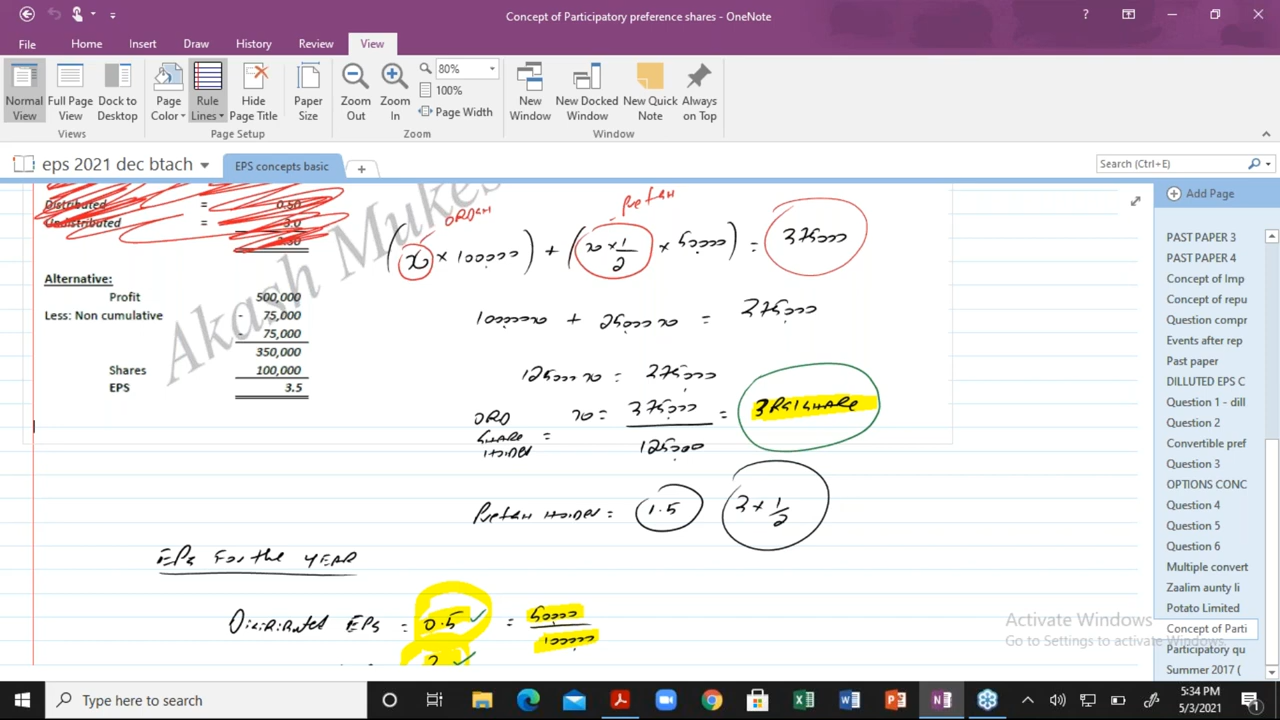 Concept of Participatory preference shares - OneNote
File Home Insert Draw History Review View
Normal View
Full Page View
Dock to Desktop
Page Color
Rule Lines
Hide Page Title
Paper Size
Zoom Out
Zoom In
80%
100%
Page Width
New Window
New Docked Window
New Quick Note
Always on Top
Views Page Setup Zoom Window
eps 2021 dec btach
EPS concepts basic
Search (Ctrl+E)
Add Page
PAST PAPER 3
PAST PAPER 4
Concept of Imp
Concept of repu
Question compr
Events after rep
Past paper
DILLUTED EPS C
Question 1 - dill
Question 2
Convertible pref
Question 3
OPTIONS CONC
Question 4
Question 5
Question 6
Multiple convert
Zaalim aunty li
Potato Limited
Concept of Parti
Participatory qu
Summer 2017 (
Distributed = 0.50
Undistributed = 3.0
Akash Mukes
Alternative:
Profit 500,000
Less: Non cumulative - 75,000
- 75,000
350,000
Shares 100,000
EPS 3.5
(x × 100000) + (x × 1/2 × 50000) = 375000
100000x + 25000x = 375000
125000x = 375000
ORD SHARE HOLDER = x = 375000 / 125000 = 3 RS/SHARE
HOLDER = 1.5 3 × 1/2
EPS For the YEAR
Distributed EPS = 0.5 = 50000 / 100000
Activate Windows
Go to Settings to activate Windows.
Type here to search
5:34 PM
5/3/2021